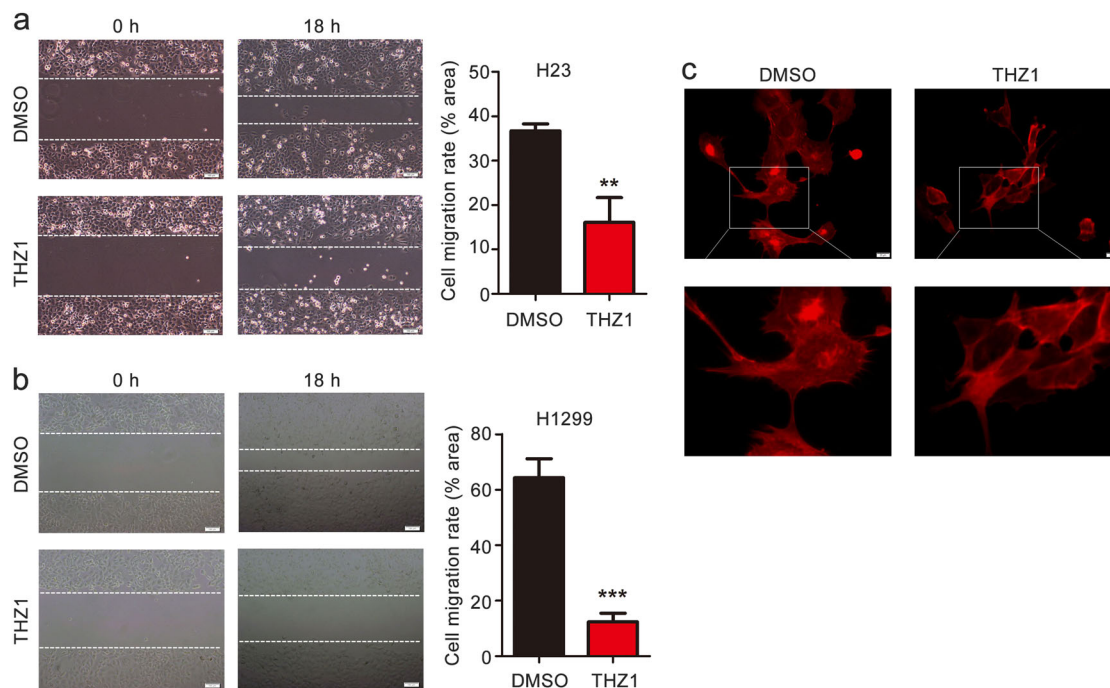 a
0 h
18 h
DMSO
THZ1
H23
Cell migration rate (% area)
50
40
30
20
10
0
**
DMSO
THZ1
b
0 h
18 h
DMSO
THZ1
H1299
Cell migration rate (% area)
80
60
40
20
0
***
DMSO
THZ1
c
DMSO
THZ1